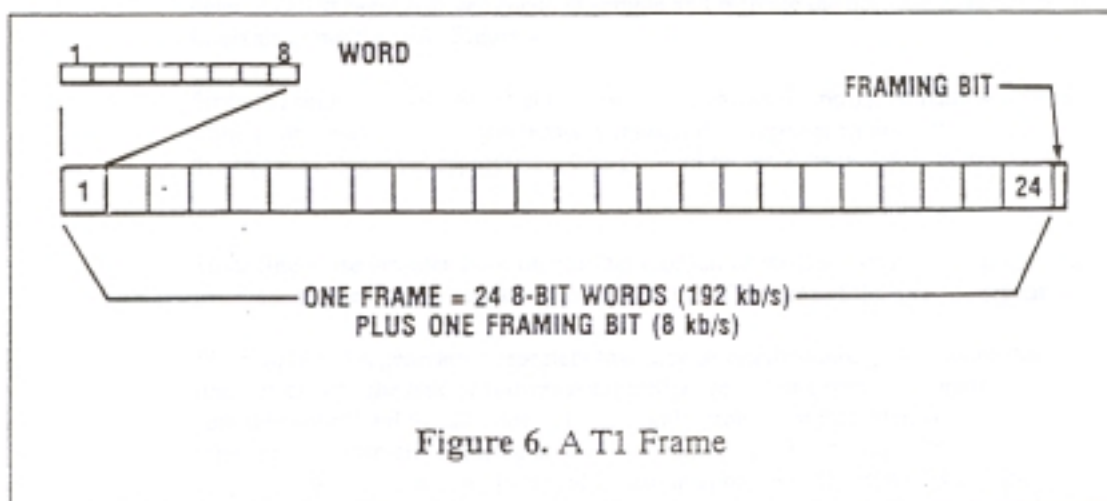 1 8 WORD
FRAMING BIT
1 24
ONE FRAME = 24 8-BIT WORDS (192 kb/s)
PLUS ONE FRAMING BIT (8 kb/s)
Figure 6. A T1 Frame